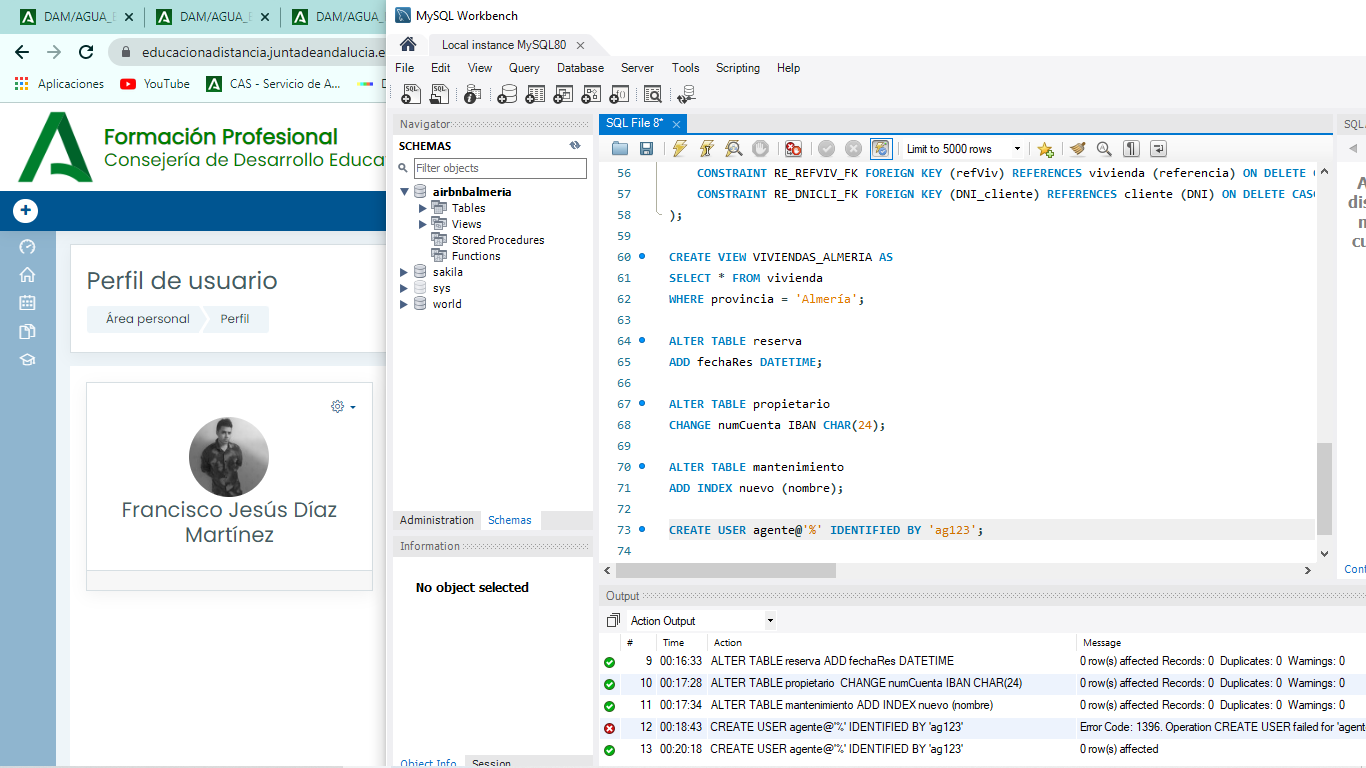 DAM/AGUA_E
DAM/AGUA_E
DAM/AGUA_E
educacionadistancia.juntadeandalucia.e
Aplicaciones
YouTube
CAS - Servicio de A...
Formación Profesional
Consejería de Desarrollo Educa
Perfil de usuario
Área personal
Perfil
Francisco Jesús Díaz
Martínez
MySQL Workbench
Local instance MySQL80
File Edit View Query Database Server Tools Scripting Help
Navigator
SCHEMAS
Filter objects
airbnbalmeria
Tables
Views
Stored Procedures
Functions
sakila
sys
world
Administration Schemas
Information
No object selected
Object Info Session
SQL File 8*
Limit to 5000 rows
56 CONSTRAINT RE_REFVIV_FK FOREIGN KEY (refViv) REFERENCES vivienda (referencia) ON DELETE C
57 CONSTRAINT RE_DNICLI_FK FOREIGN KEY (DNI_cliente) REFERENCES cliente (DNI) ON DELETE CASC
58 );
59
60 CREATE VIEW VIVIENDAS_ALMERIA AS
61 SELECT * FROM vivienda
62 WHERE provincia = 'Almería';
63
64 ALTER TABLE reserva
65 ADD fechaRes DATETIME;
66
67 ALTER TABLE propietario
68 CHANGE numCuenta IBAN CHAR(24);
69
70 ALTER TABLE mantenimiento
71 ADD INDEX nuevo (nombre);
72
73 CREATE USER agente@'%' IDENTIFIED BY 'ag123';
74
SQL
A
dis
n
cu
Cont
Output
Action Output
# Time Action Message
9 00:16:33 ALTER TABLE reserva ADD fechaRes DATETIME 0 row(s) affected Records: 0 Duplicates: 0 Warnings: 0
10 00:17:28 ALTER TABLE propietario CHANGE numCuenta IBAN CHAR(24) 0 row(s) affected Records: 0 Duplicates: 0 Warnings: 0
11 00:17:34 ALTER TABLE mantenimiento ADD INDEX nuevo (nombre) 0 row(s) affected Records: 0 Duplicates: 0 Warnings: 0
12 00:18:43 CREATE USER agente@'%' IDENTIFIED BY 'ag123' Error Code: 1396. Operation CREATE USER failed for 'agent
13 00:20:18 CREATE USER agente@'%' IDENTIFIED BY 'ag123' 0 row(s) affected